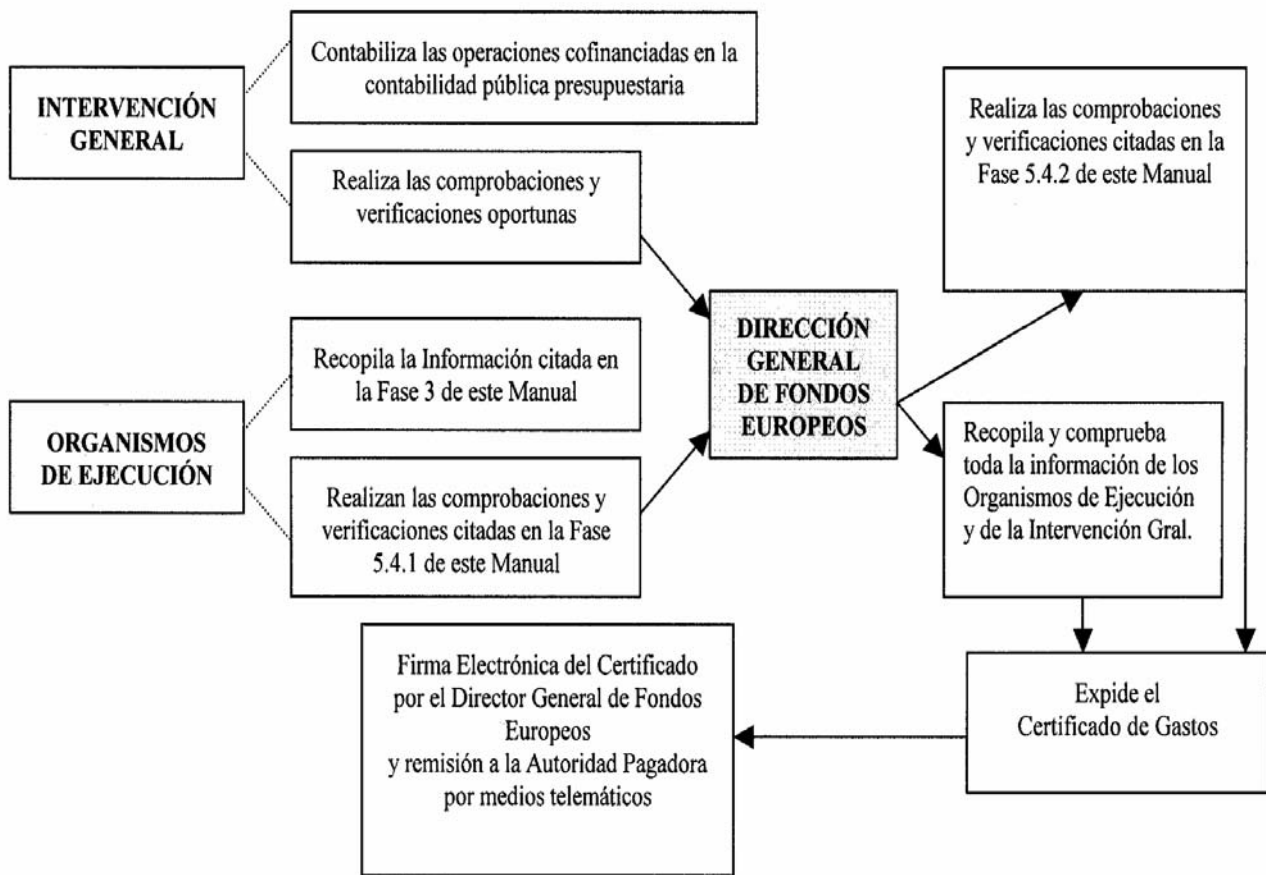 Contabiliza las operaciones cofinanciadas en la
contabilidad pública presupuestaria
INTERVENCIÓN
GENERAL
Realiza las comprobaciones y
verificaciones oportunas
Realiza las comprobaciones
y verificaciones citadas en la
Fase 5.4.2 de este Manual
DIRECCIÓN
GENERAL
DE FONDOS
EUROPEOS
Recopila la Información citada en
la Fase 3 de este Manual
ORGANISMOS
DE EJECUCIÓN
Realizan las comprobaciones y
verificaciones citadas en la Fase
5.4.1 de este Manual
Recopila y comprueba
toda la información de los
Organismos de Ejecución
y de la Intervención Gral.
Expide el
Certificado de Gastos
Firma Electrónica del Certificado
por el Director General de Fondos
Europeos
y remisión a la Autoridad Pagadora
por medios telemáticos